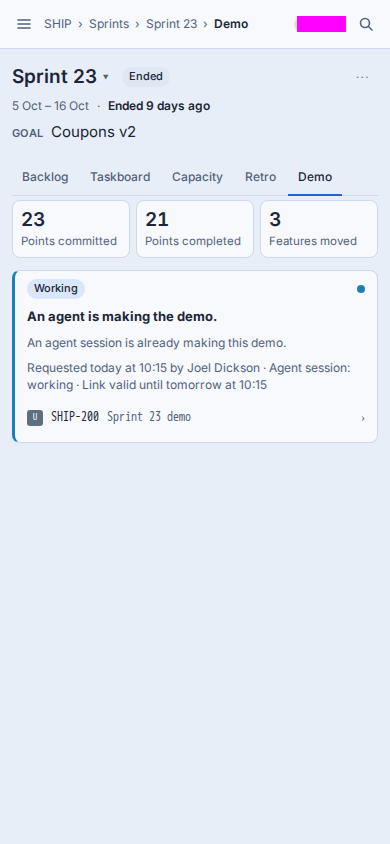 SHIP › Sprints › Sprint 23 › Demo
Sprint 23 ▾ Ended ...
5 Oct – 16 Oct · Ended 9 days ago
GOAL Coupons v2
Backlog Taskboard Capacity Retro Demo
23 21 3
Points committed Points completed Features moved
Working
An agent is making the demo.
An agent session is already making this demo.
Requested today at 10:15 by Joel Dickson · Agent session:
working · Link valid until tomorrow at 10:15
U SHIP-200 Sprint 23 demo ›